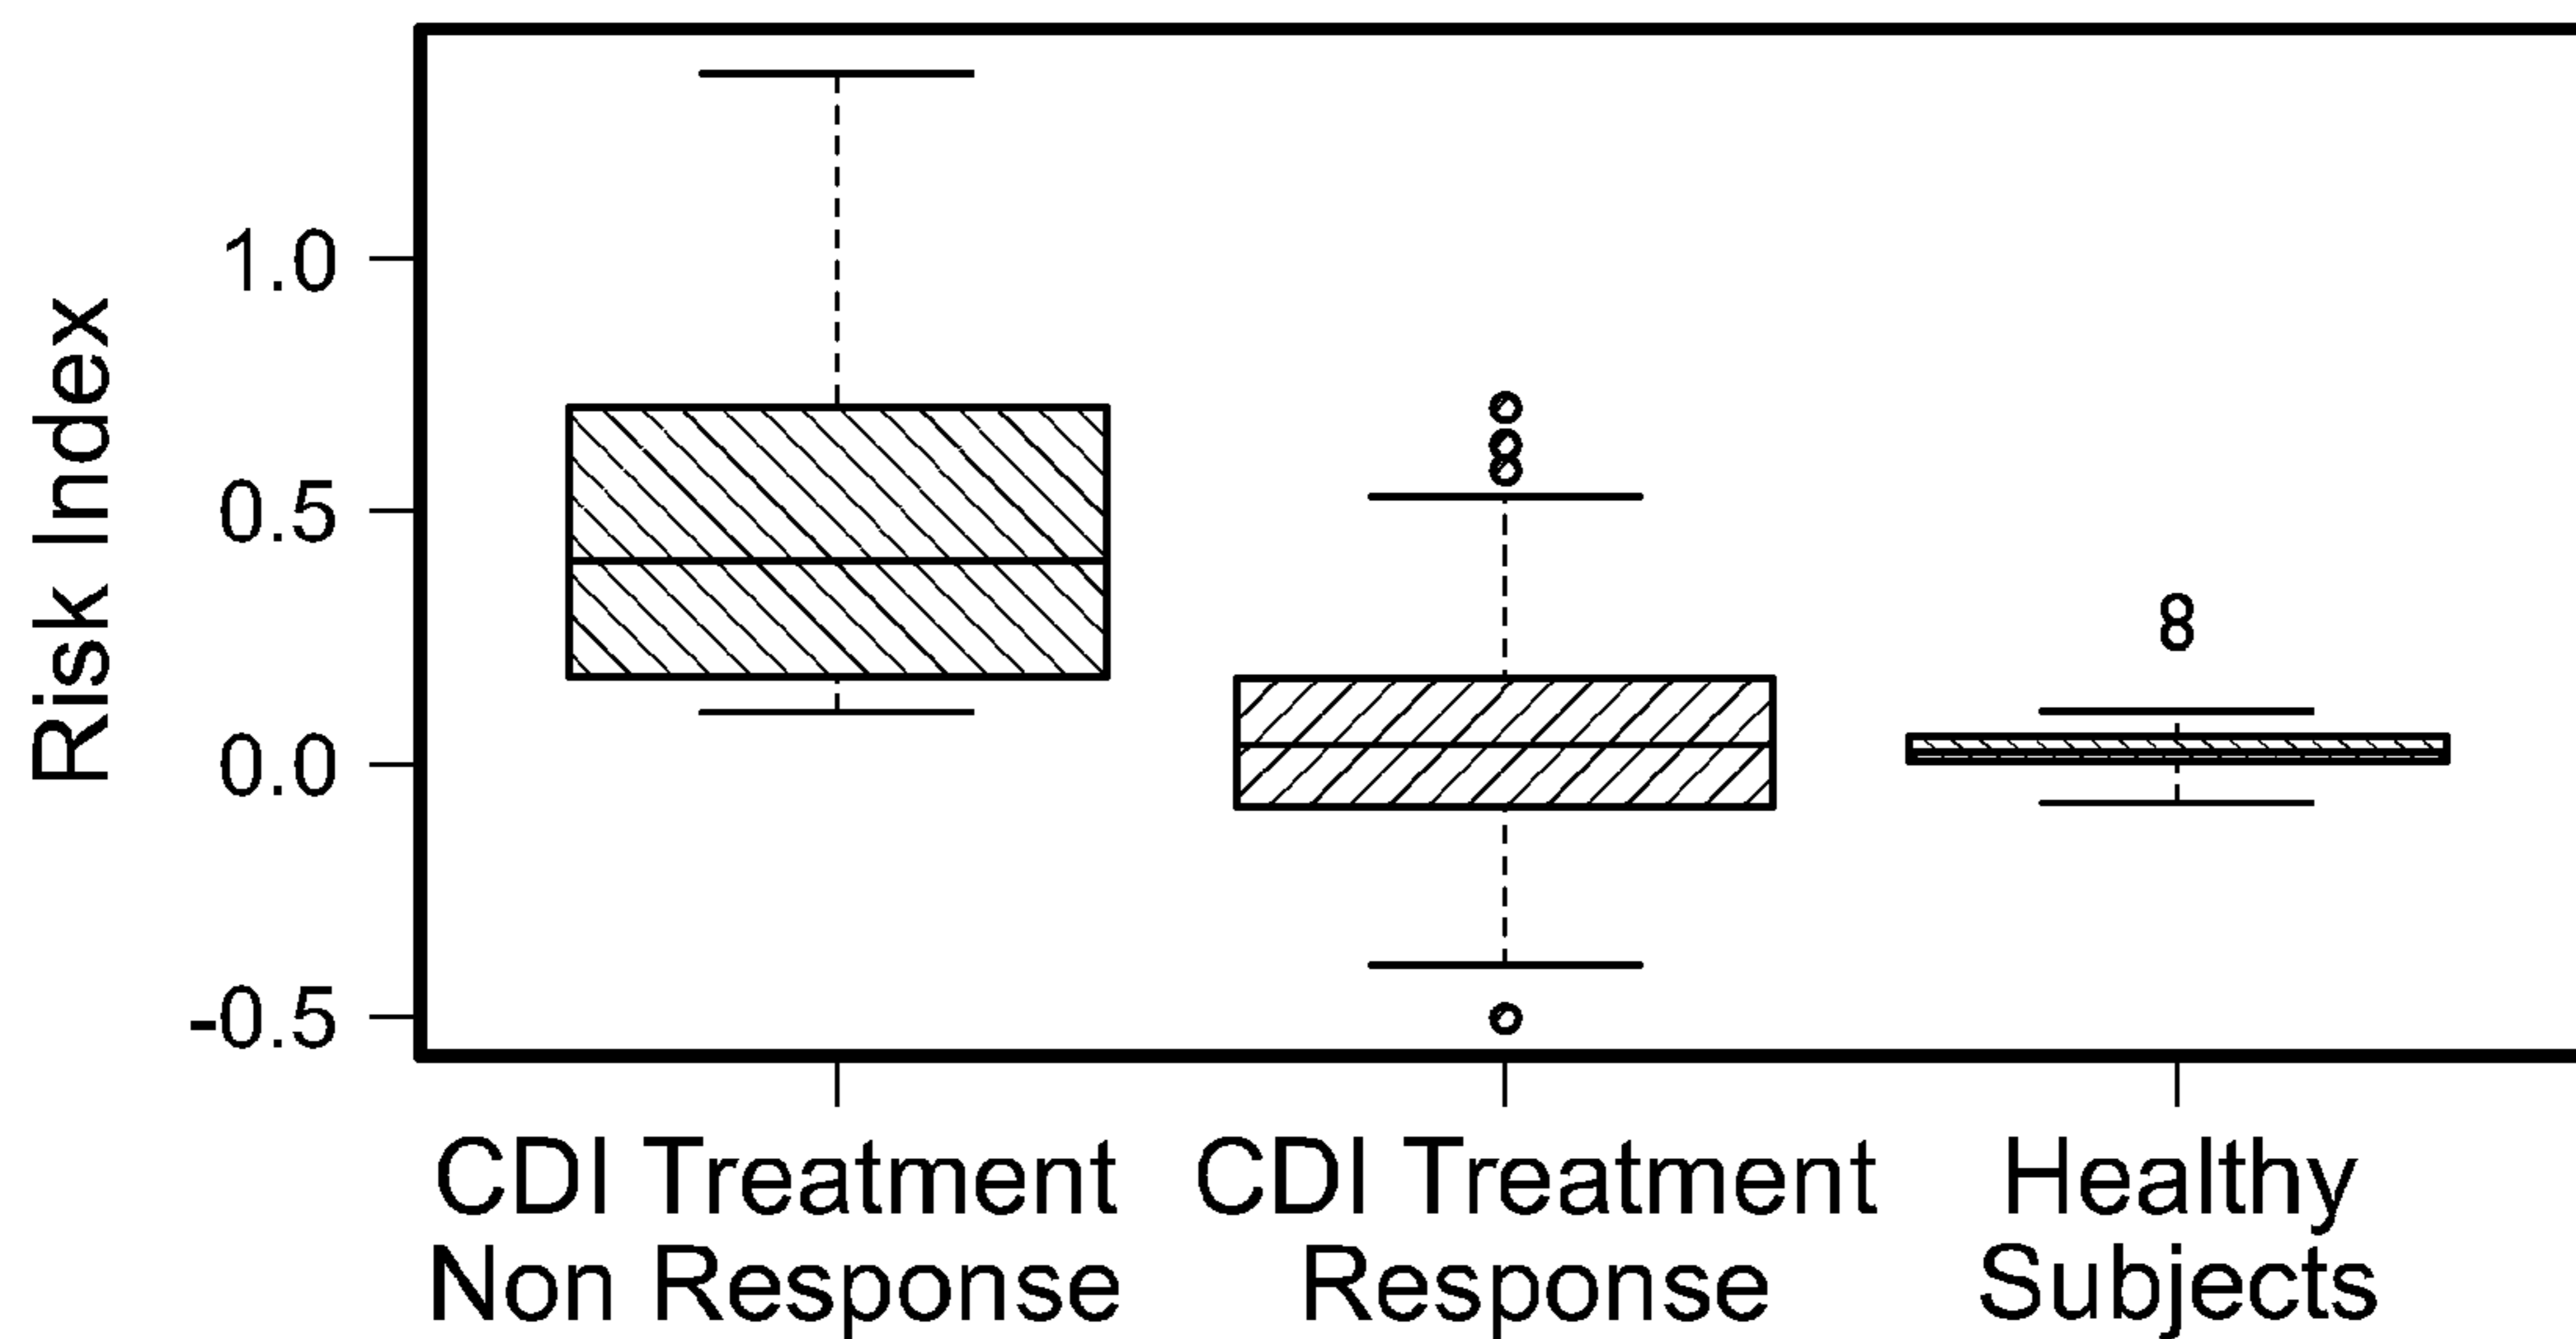 Risk Index
1.0
0.5
0.0
-0.5
CDI Treatment
Non Response
CDI Treatment
Response
Healthy
Subjects